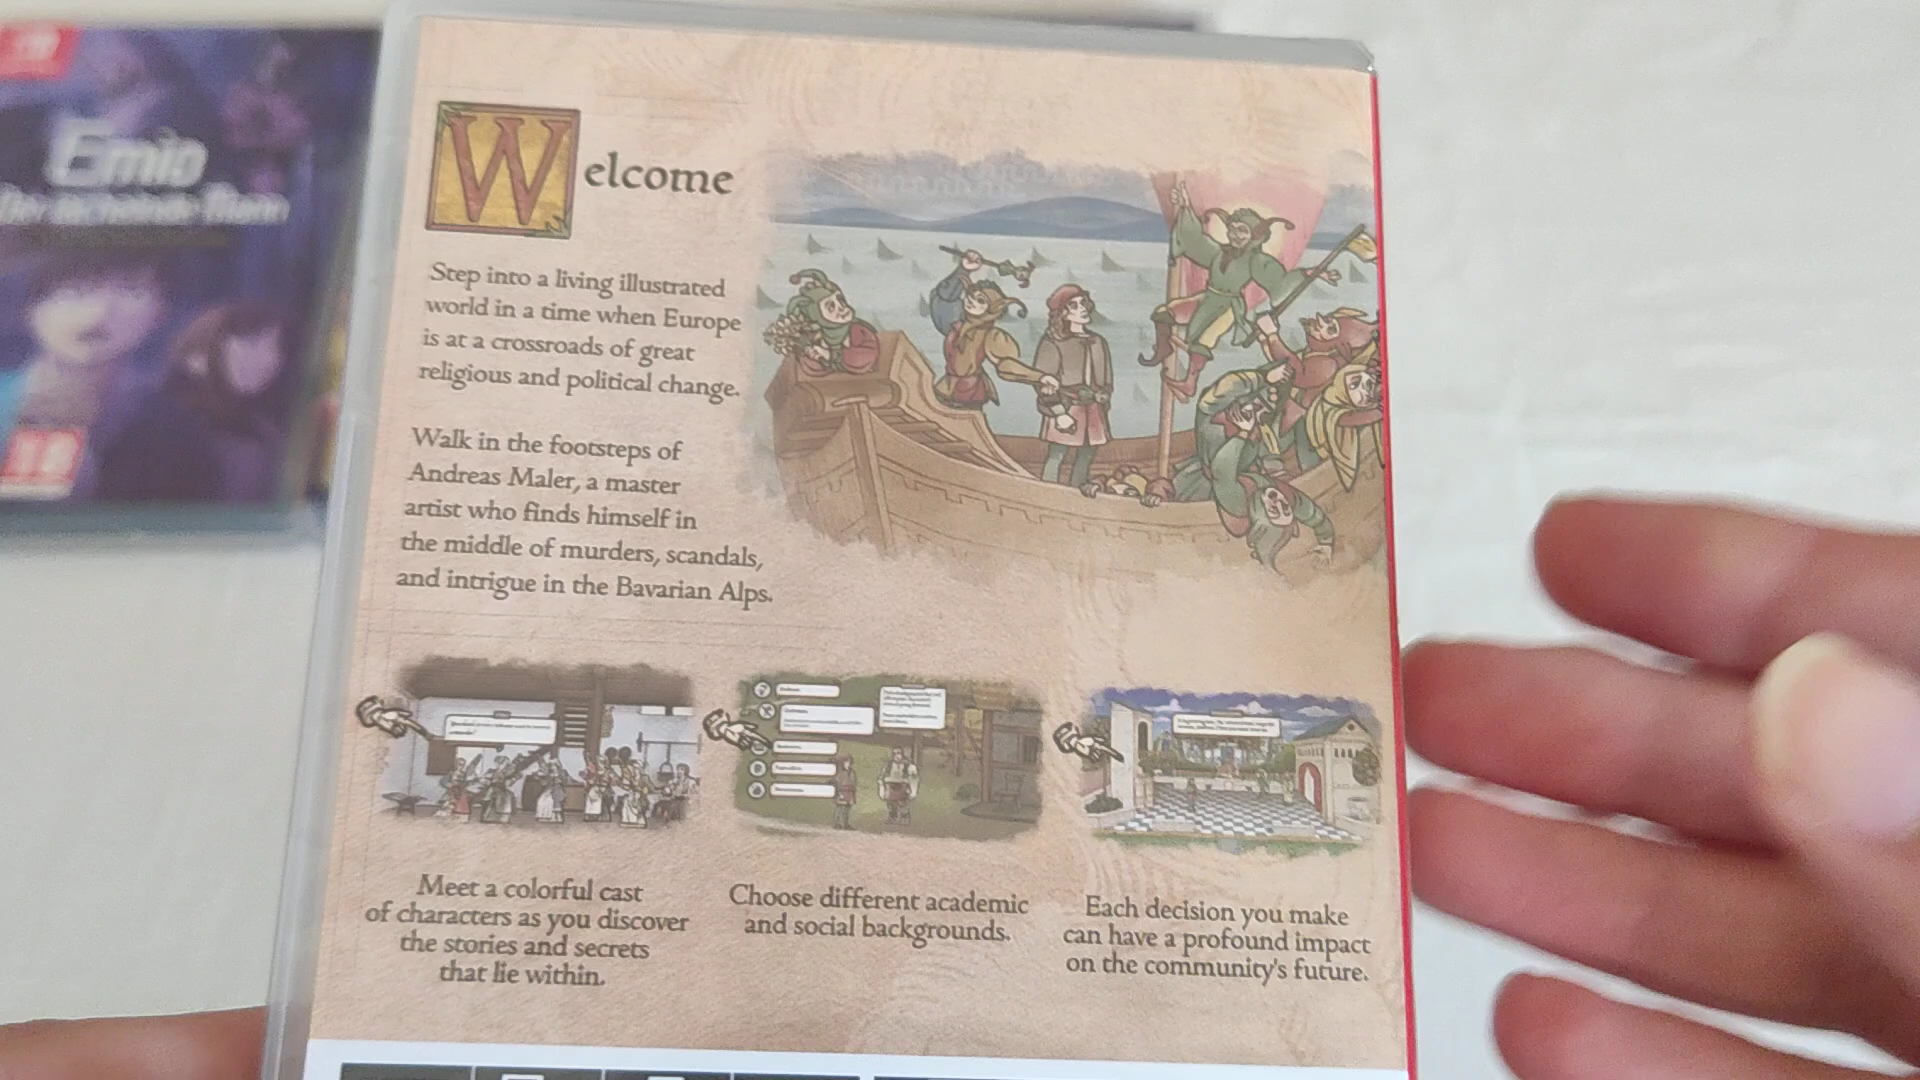 Emio
Welcome
Step into a living illustrated
world in a time when Europe
is at a crossroads of great
religious and political change.
Walk in the footsteps of
Andreas Maler, a master
artist who finds himself in
the middle of murders, scandals,
and intrigue in the Bavarian Alps.
Meet a colorful cast
of characters as you discover
the stories and secrets
that lie within.
Choose different academic
and social backgrounds.
Each decision you make
can have a profound impact
on the community's future.